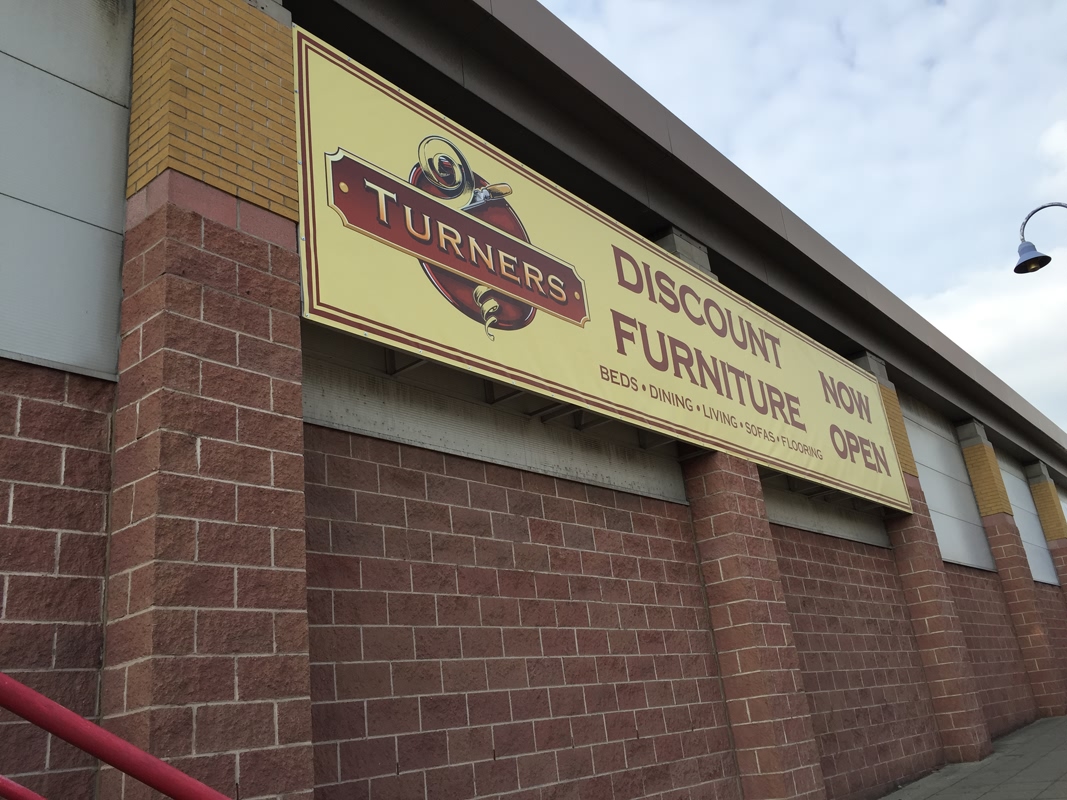 TURNERS
DISCOUNT
FURNITURE
BEDS • DINING • LIVING • SOFAS • FLOORING
NOW
OPEN